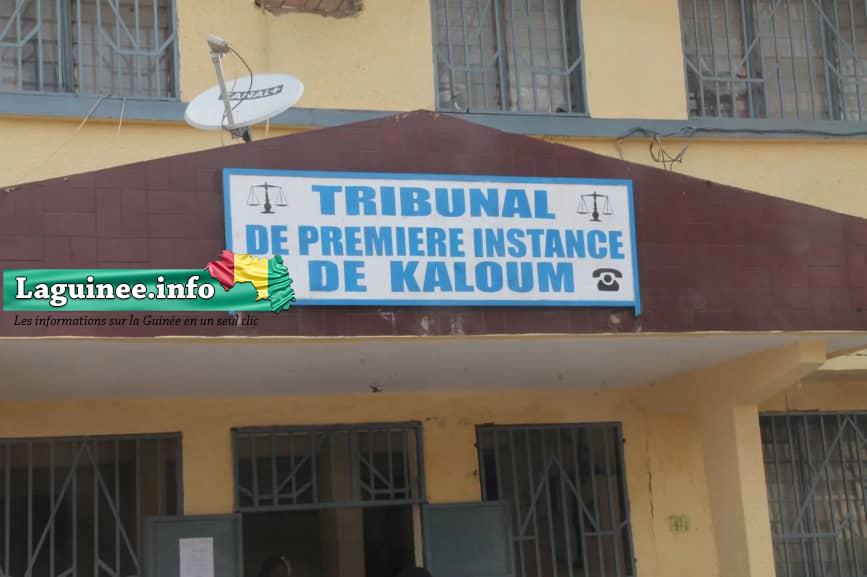 CANAL+
TRIBUNAL
DE PREMIERE INSTANCE
DE KALOUM
Laguinee.info
Les informations sur la Guinée en un seul clic